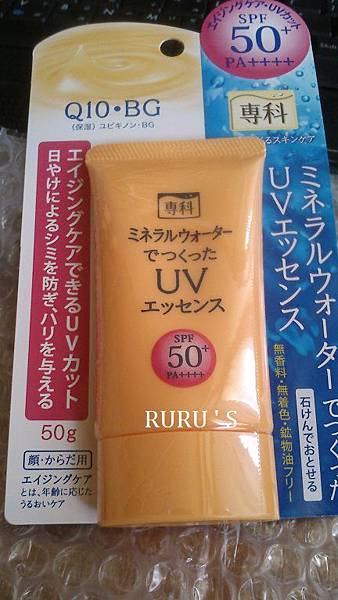 エイジングケア・UVカット
SPF
50+
PA++++
Q10・BG
(保湿) ユビキノン・BG
専科
るスキンケア
エイジングケアできるUVカット
日やけによるシミを防ぎ、ハリを与える
50g
顔・からだ用
エイジングケア
とは、年齢に応じた
うるおいケア
専科
ミネラルウォーター
でつくった
UV
エッセンス
SPF
50+
PA++++
RURU'S
ミネラルウォーターでつくった
UVエッセンス
無香料・無着色・鉱物油フリー
石けんでおとせる